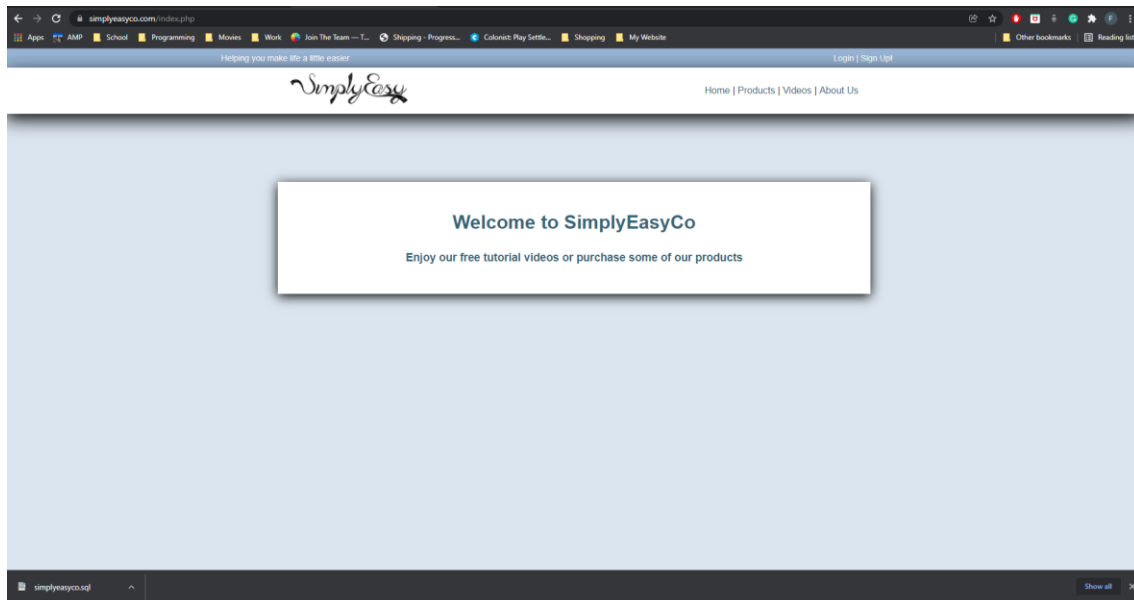 simplyeasyco.com/index.php
Apps AMP School Programming Movies Work Join The Team — T... Shipping - Progress... Colonist: Play Settle... Shopping My Website Other bookmarks Reading list
Helping you make life a little easier Login | Sign Up!
SimplyEasy Home | Products | Videos | About Us
Welcome to SimplyEasyCo
Enjoy our free tutorial videos or purchase some of our products
simplyeasyco.sql Show all